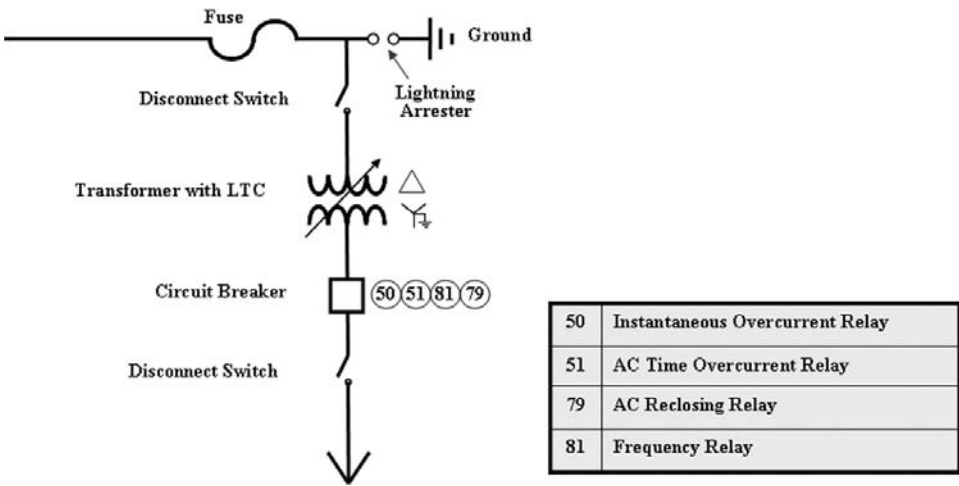 Fuse
Ground
Disconnect Switch
Lightning
Arrester
Transformer with LTC
Circuit Breaker
50 51 81 79
Disconnect Switch
50 Instantaneous Overcurrent Relay
51 AC Time Overcurrent Relay
79 AC Reclosing Relay
81 Frequency Relay